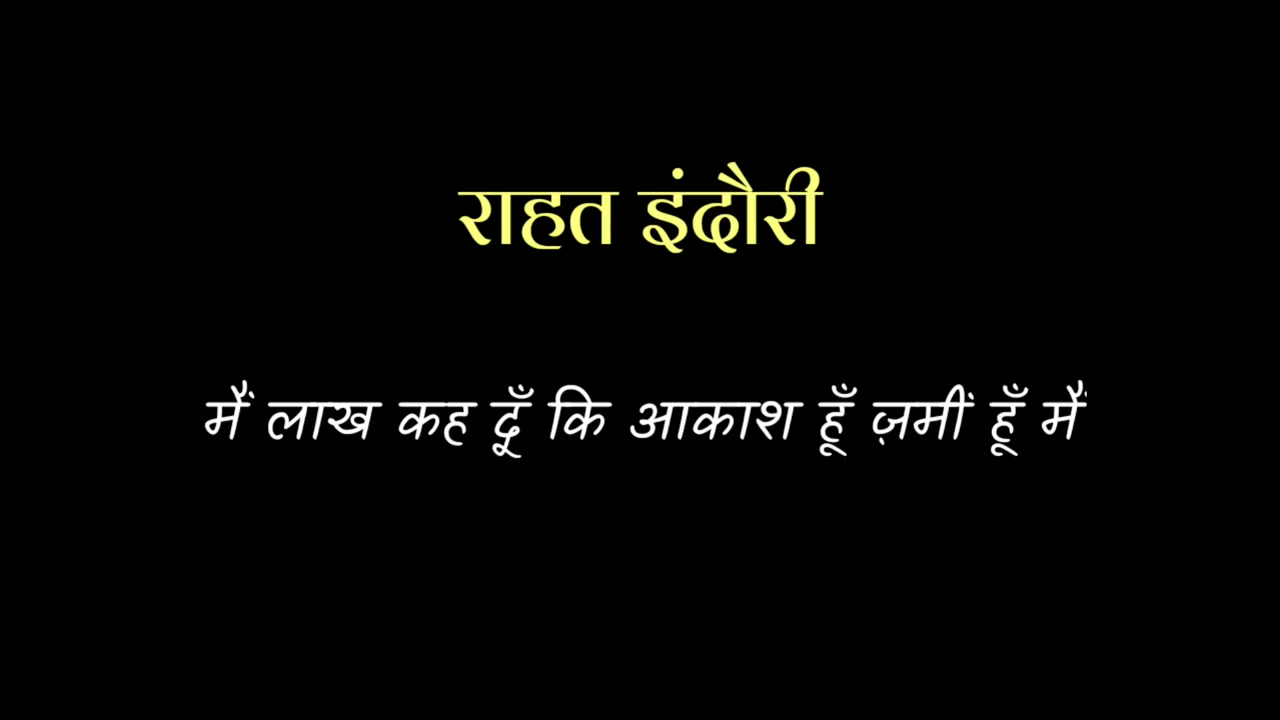 राहत इंदौरी
मैं लाख कह दूँ कि आकाश हूँ ज़मीं हूँ मैं